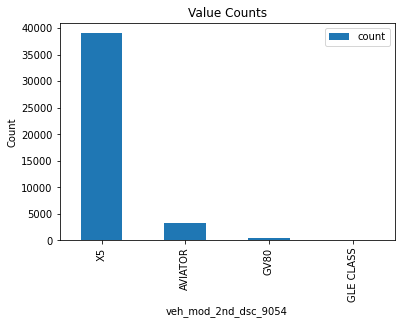 Value Counts
40000
35000
30000
25000
20000
15000
10000
5000
0
Count
count
X5
AVIATOR
GV80
GLE CLASS
veh_mod_2nd_dsc_9054